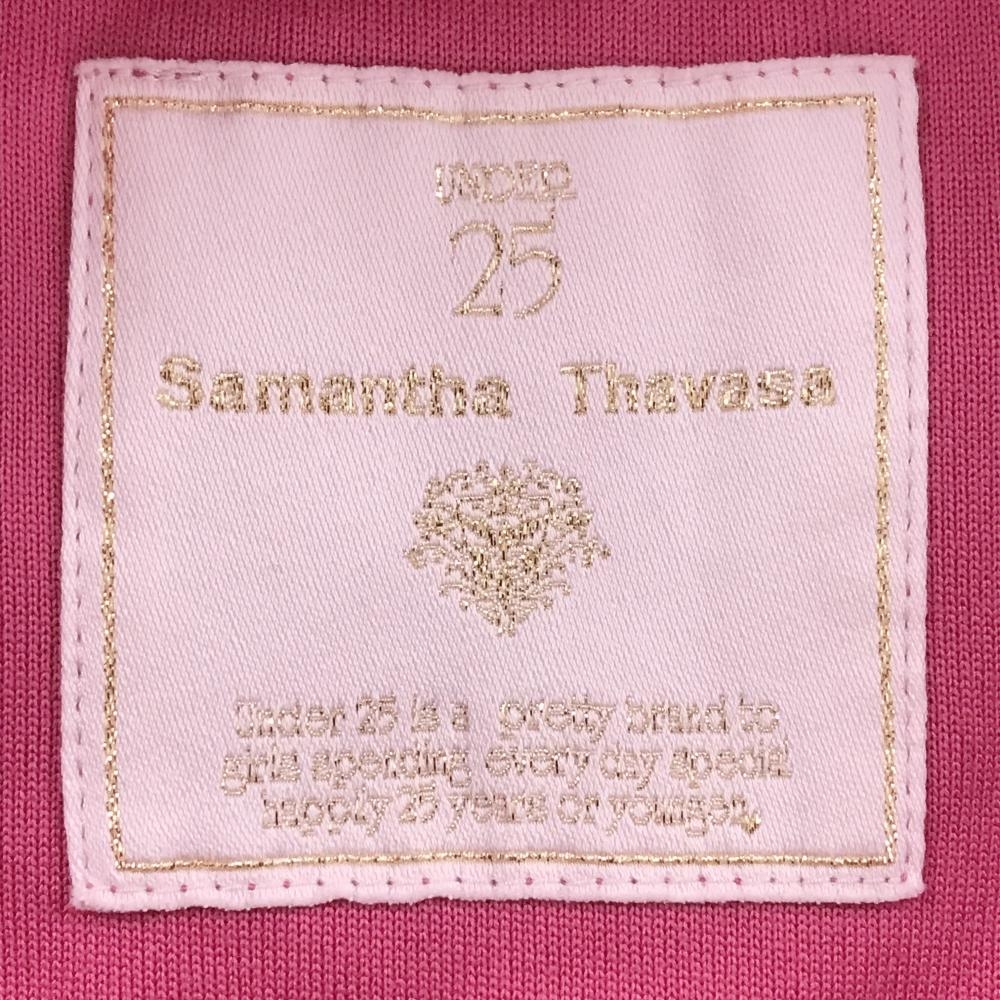 UNDER
25
Samantha Thavasa
Under 25 is a pretty brand to
girls spending every day special
happily 25 years or younger.